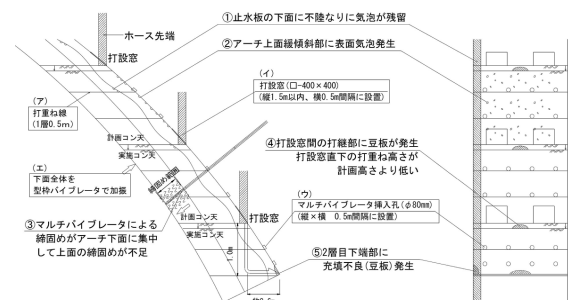 ①止水板の下面に不陸なりに気泡が残留
ホース先端
②アーチ上面緩傾斜部に表面気泡発生
打設窓
(ア)
打重ね線
(1層0.5m)
(イ)
打設窓(□-400×400)
(縦1.5m以内、横0.5m間隔に設置)
計画コン天
実施コン天
(エ)
下面全体を
型枠バイブレータで加振
締固め範囲
④打設窓間の打継部に豆板が発生
打設窓直下の打重ね高さが
計画高さより低い
③マルチバイブレータによる
締固めがアーチ下面に集中
して上面の締固めが不足
計画コン天
実施コン天
打設窓
1.0m
(ウ)
マルチバイブレータ挿入孔(φ80mm)
(縦×横 0.5m間隔に設置)
⑤2層目下端部に
充填不良(豆板)発生